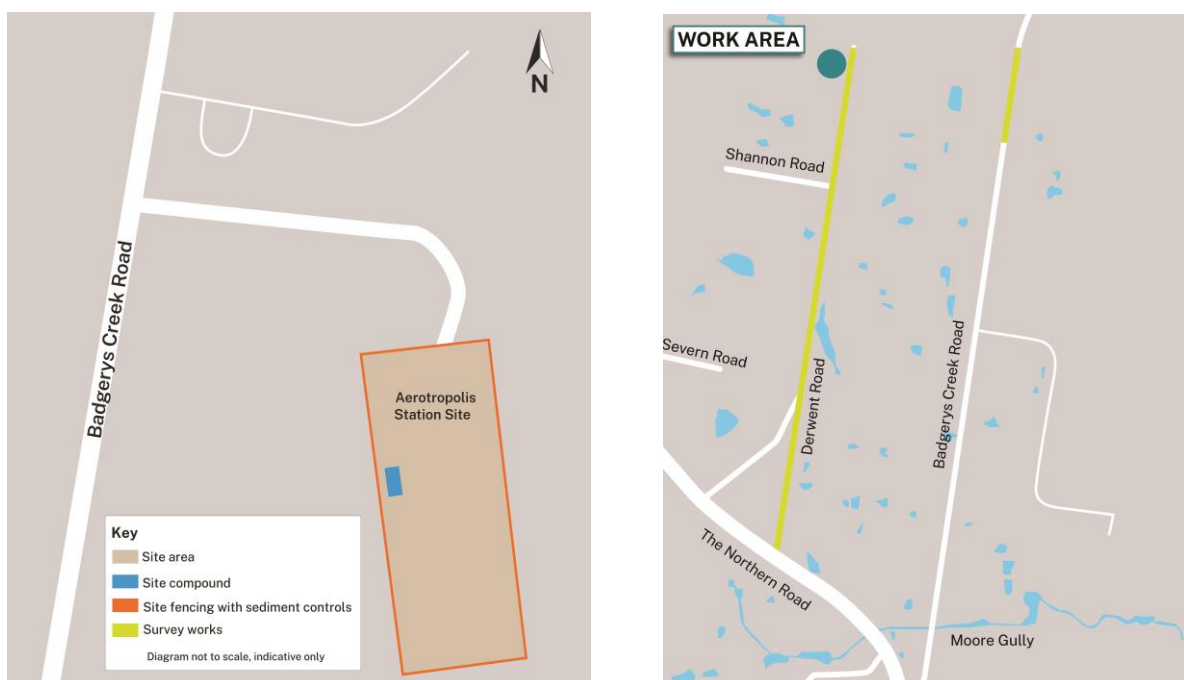 N
Badgerys Creek Road
Aerotropolis
Station Site
Key
Site area
Site compound
Site fencing with sediment controls
Survey works
Diagram not to scale, indicative only
WORK AREA
Shannon Road
Severn Road
Derwent Road
Badgerys Creek Road
The Northern Road
Moore Gully